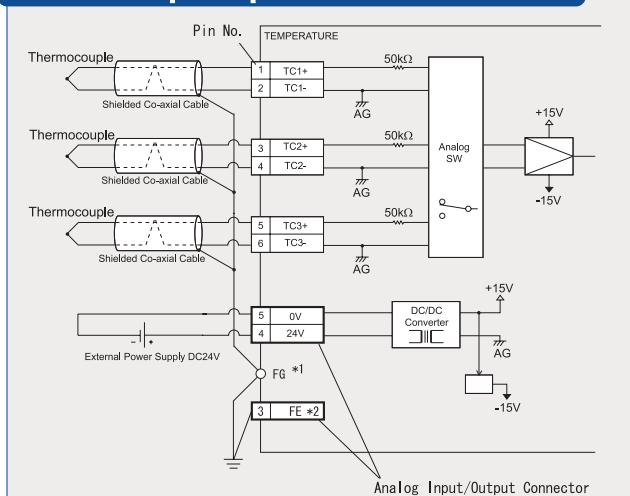 Pin No.
TEMPERATURE
Thermocouple
1 TC1+
2 TC1-
50kΩ
Shielded Co-axial Cable
AG
Thermocouple
3 TC2+
4 TC2-
50kΩ
Shielded Co-axial Cable
AG
Analog
SW
+15V
-15V
Thermocouple
5 TC3+
6 TC3-
50kΩ
Shielded Co-axial Cable
AG
5 0V
4 24V
DC/DC
Converter
+15V
AG
-15V
- +
External Power Supply DC24V
FG *1
3 FE *2
Analog Input/Output Connector